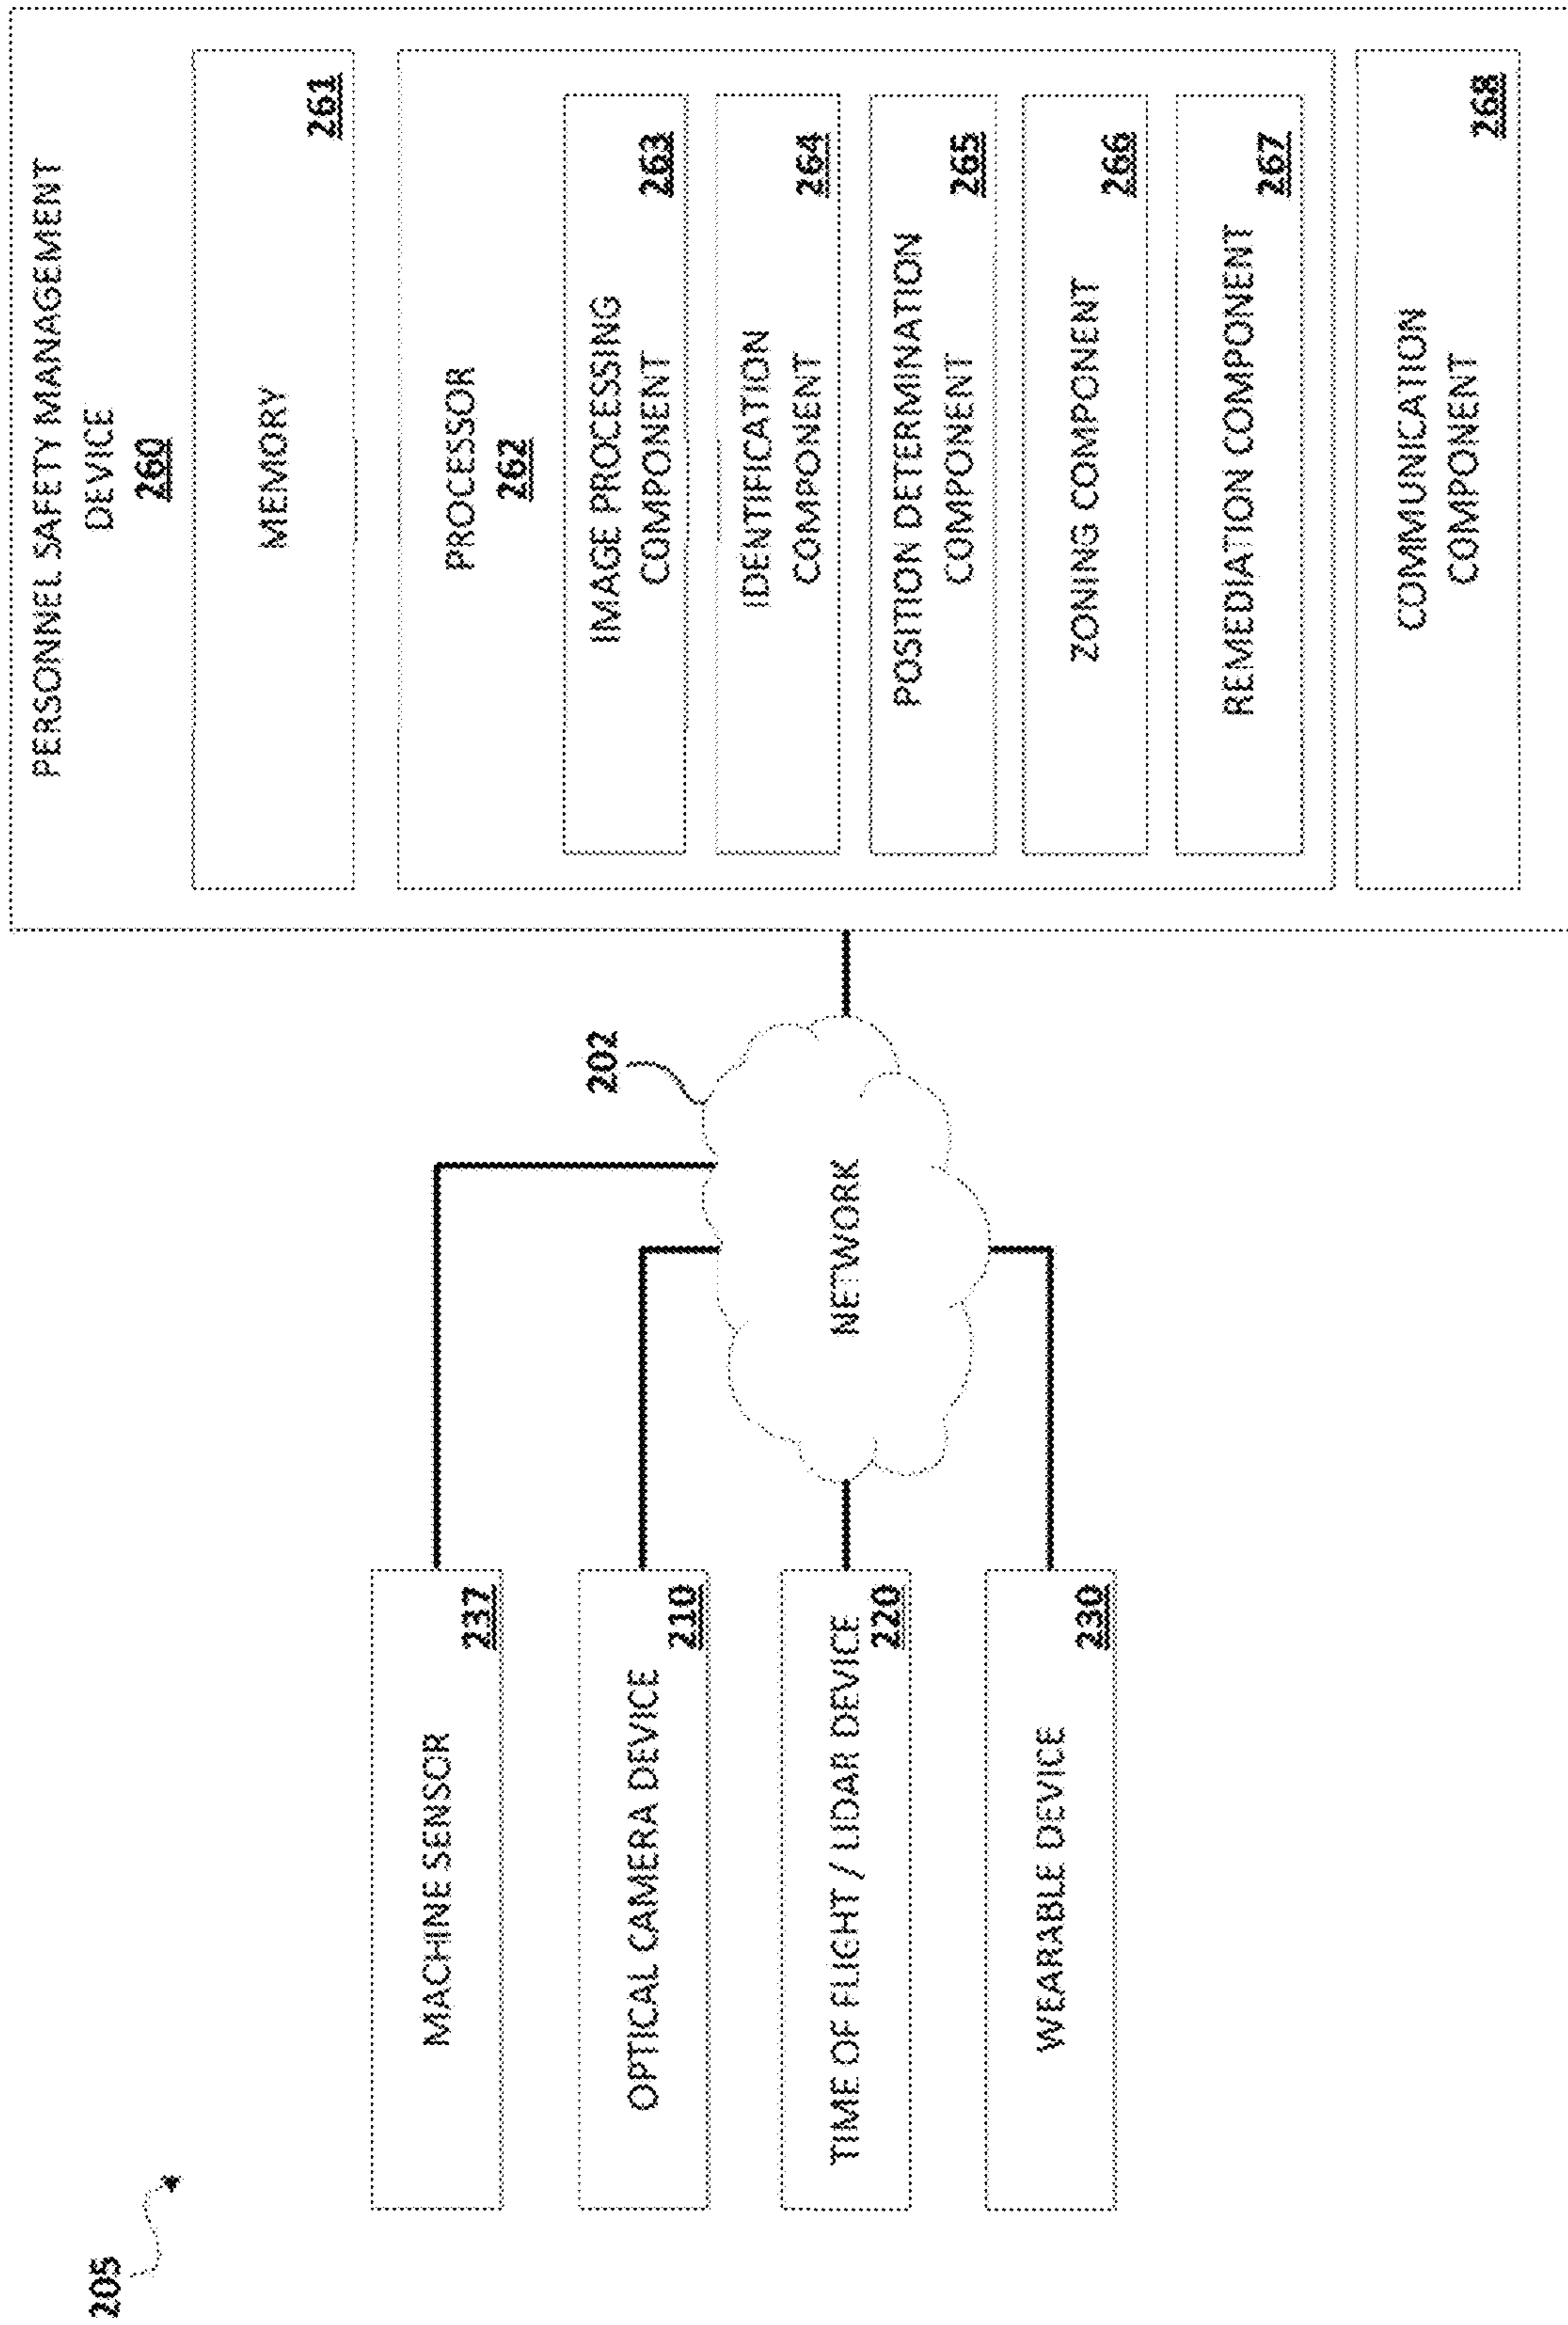 205
MACHINE SENSOR
237
OPTICAL CAMERA DEVICE
210
TIME OF FLIGHT / LIDAR DEVICE
220
WEARABLE DEVICE
230
202
NETWORK
PERSONNEL SAFETY MANAGEMENT
DEVICE
260
MEMORY
261
PROCESSOR
262
IMAGE PROCESSING
COMPONENT
263
IDENTIFICATION
COMPONENT
264
POSITION DETERMINATION
COMPONENT
265
ZONING COMPONENT
266
REMEDIATION COMPONENT
267
COMMUNICATION
COMPONENT
268